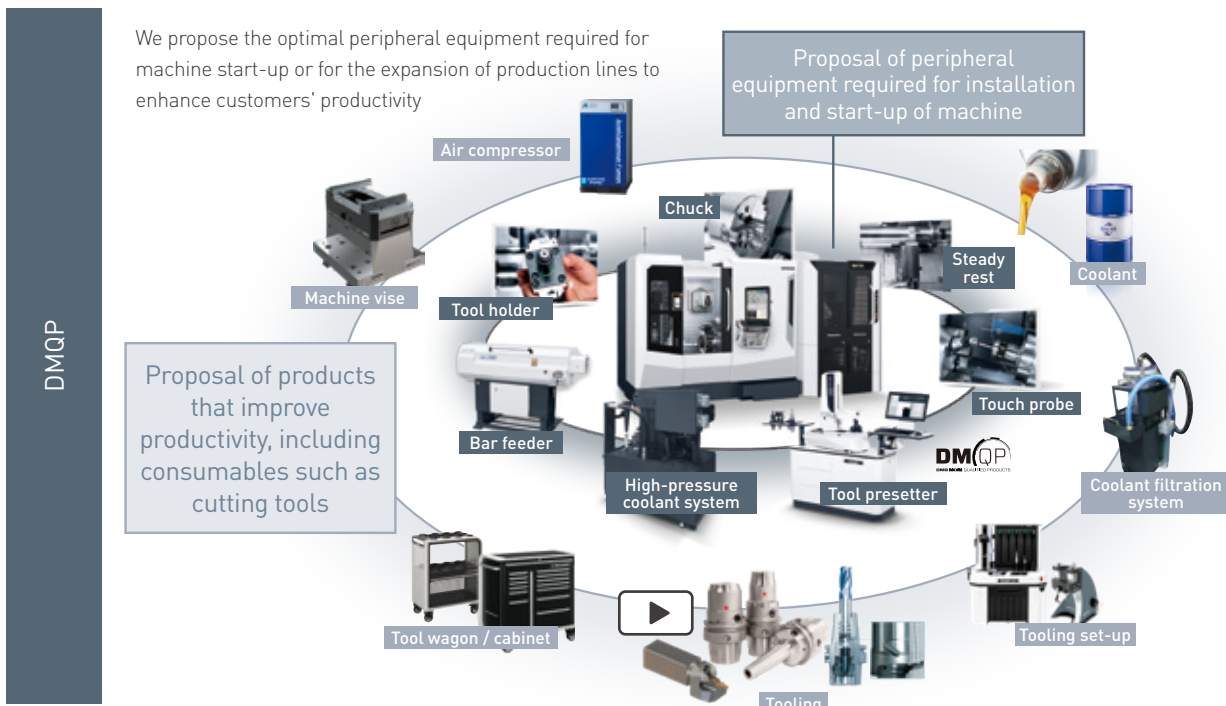 We propose the optimal peripheral equipment required for
machine start-up or for the expansion of production lines to
enhance customers' productivity
Proposal of peripheral
equipment required for installation
and start-up of machine
Air compressor
Chuck
Steady
rest
Coolant
Machine vise
Tool holder
DMQP
Proposal of products
that improve
productivity, including
consumables such as
cutting tools
Touch probe
Bar feeder
DMQP
DMG MORI QUALIFIED PRODUCTS
High-pressure
coolant system
Tool presetter
Coolant filtration
system
Tool wagon / cabinet
Tooling set-up
Tooling